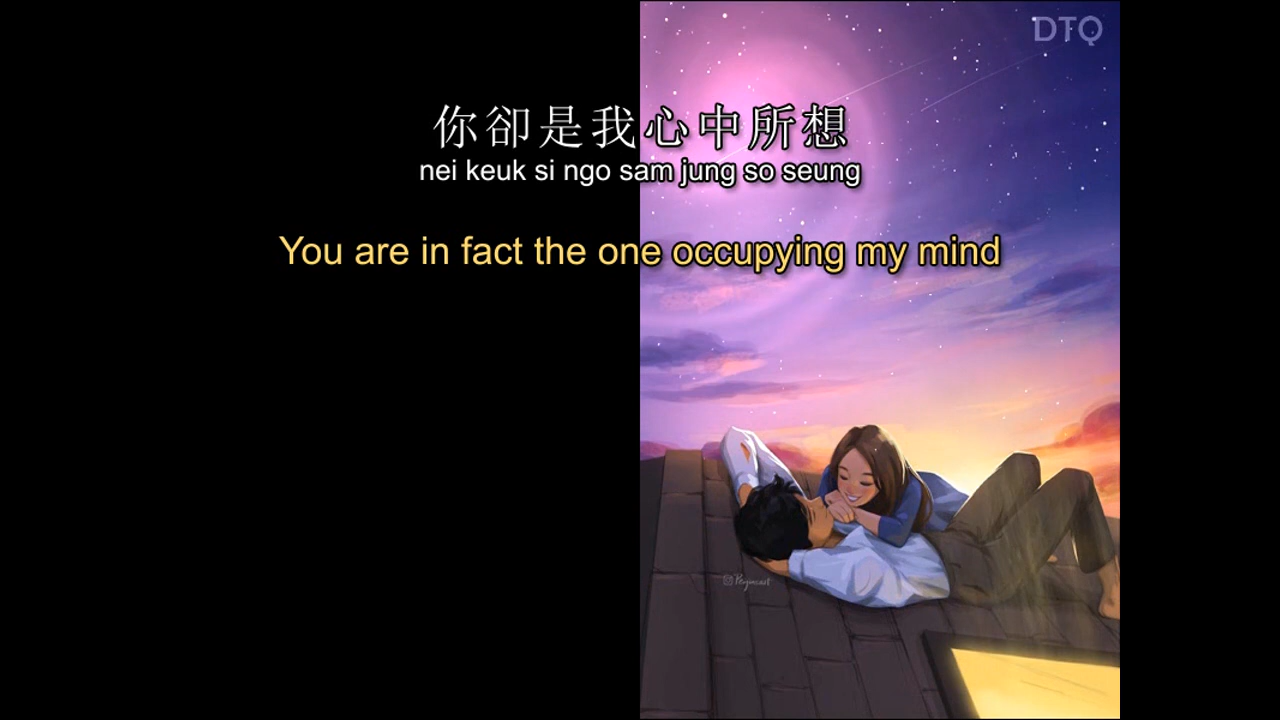 DTQ
你卻是我心中所想
nei keuk si ngo sam jung so seung
You are in fact the one occupying my mind